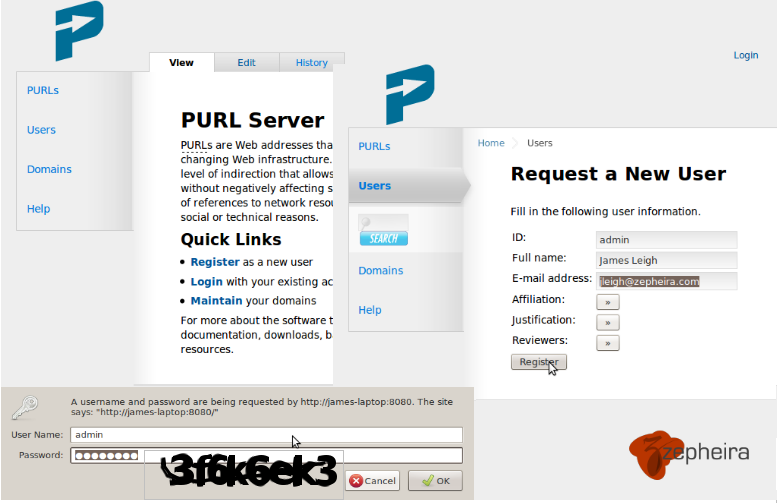 View
Edit
History
Login
PURLs
Users
Domains
Help
PURL Server
PURLs are Web addresses tha
changing Web infrastructure.
level of indirection that allows
without negatively affecting s
of references to network resou
social or technical reasons.
Quick Links
Register as a new user
Login with your existing ac
Maintain your domains
For more about the software t
documentation, downloads, b
resources.
PURLs
Users
SEARCH
Domains
Help
Home
Users
Request a New User
Fill in the following user information.
ID: admin
Full name: James Leigh
E-mail address: jleigh@zepheira.com
Affiliation: »
Justification: »
Reviewers: »
Register
A username and password are being requested by http://james-laptop:8080. The site
says: "http://james-laptop:8080/"
User Name: admin
Password:
Cancel
OK
zepheira